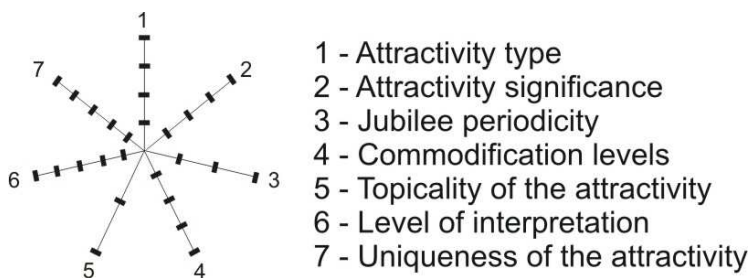 1
2
3
4
5
6
7
1 - Attractivity type
2 - Attractivity significance
3 - Jubilee periodicity
4 - Commodification levels
5 - Topicality of the attractivity
6 - Level of interpretation
7 - Uniqueness of the attractivity